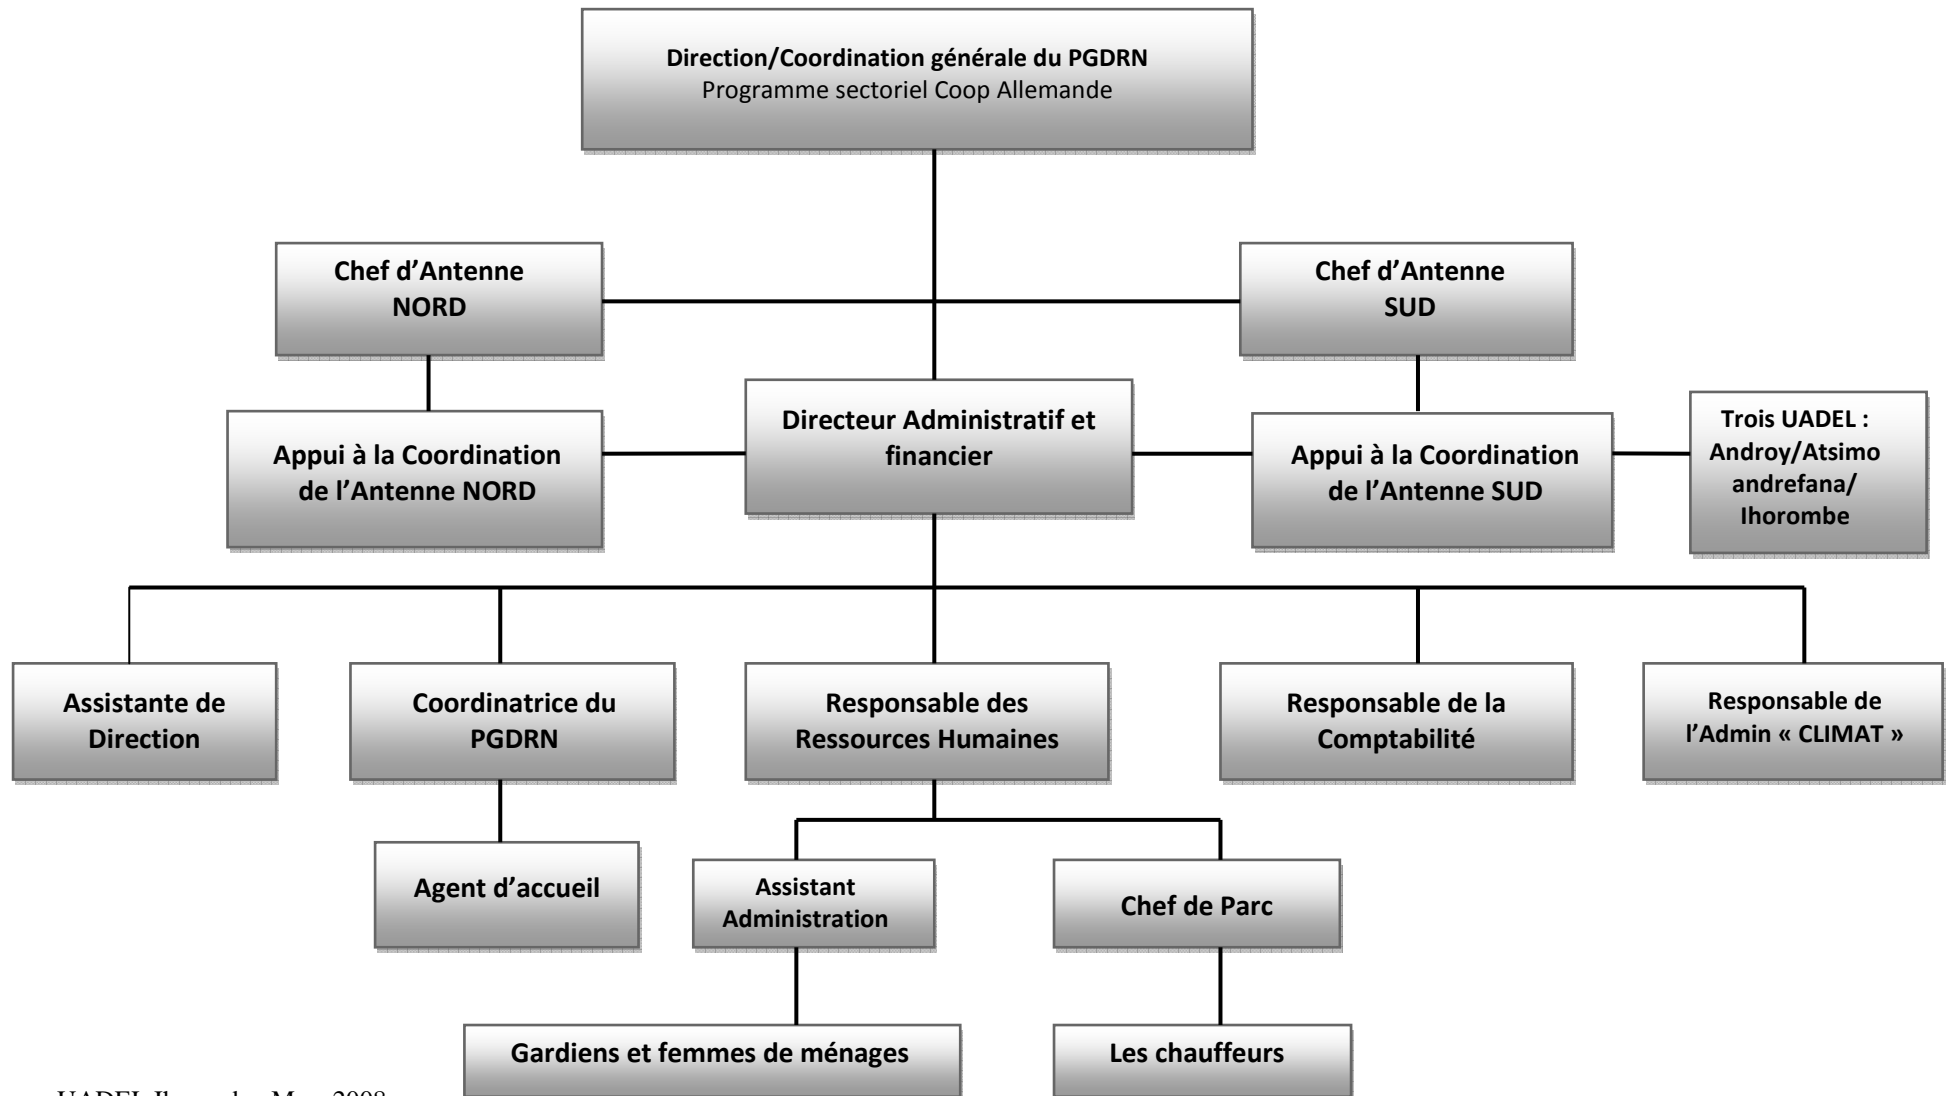 Direction/Coordination générale du PGDRN
Programme sectoriel Coop Allemande
Chef d’Antenne
NORD
Chef d’Antenne
SUD
Appui à la Coordination
de l’Antenne NORD
Directeur Administratif et
financier
Appui à la Coordination
de l’Antenne SUD
Trois UADEL :
Androy/Atsimo
andrefana/
Ihorombe
Assistante de
Direction
Coordinatrice du
PGDRN
Responsable des
Ressources Humaines
Responsable de la
Comptabilité
Responsable de
l’Admin « CLIMAT »
Agent d’accueil
Assistant
Administration
Chef de Parc
Gardiens et femmes de ménages
Les chauffeurs
UADEL 2008